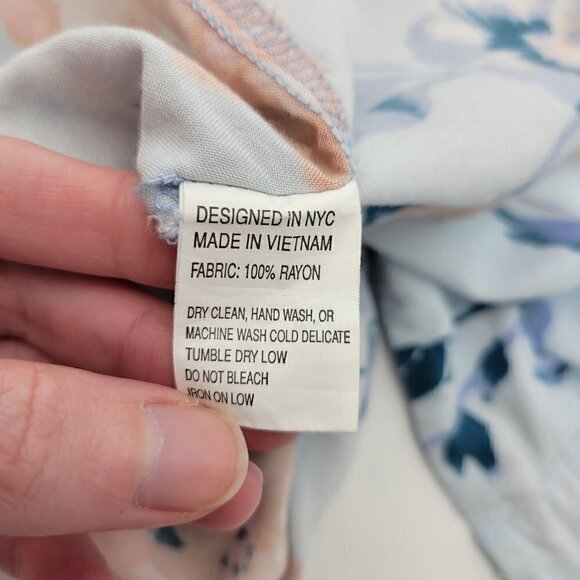 DESIGNED IN NYC
MADE IN VIETNAM
FABRIC: 100% RAYON
DRY CLEAN, HAND WASH, OR
MACHINE WASH COLD DELICATE
TUMBLE DRY LOW
DO NOT BLEACH
IRON ON LOW